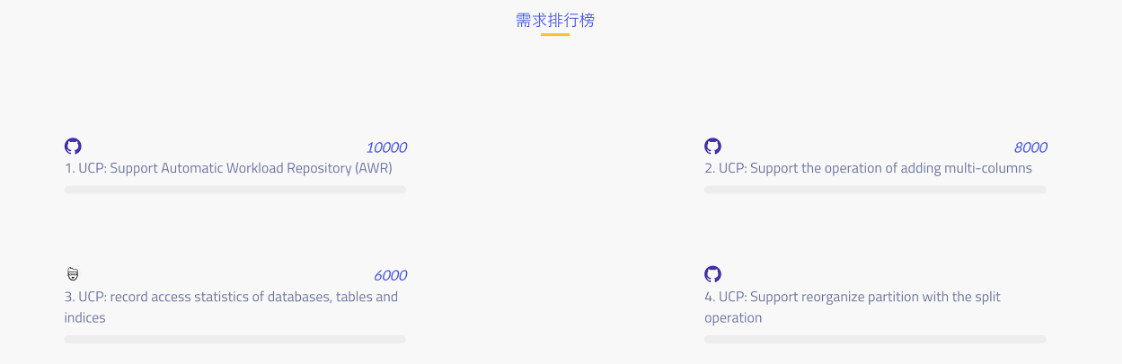 需求排行榜
10000
1. UCP: Support Automatic Workload Repository (AWR)
8000
2. UCP: Support the operation of adding multi-columns
6000
3. UCP: record access statistics of databases, tables and
indices
4. UCP: Support reorganize partition with the split
operation